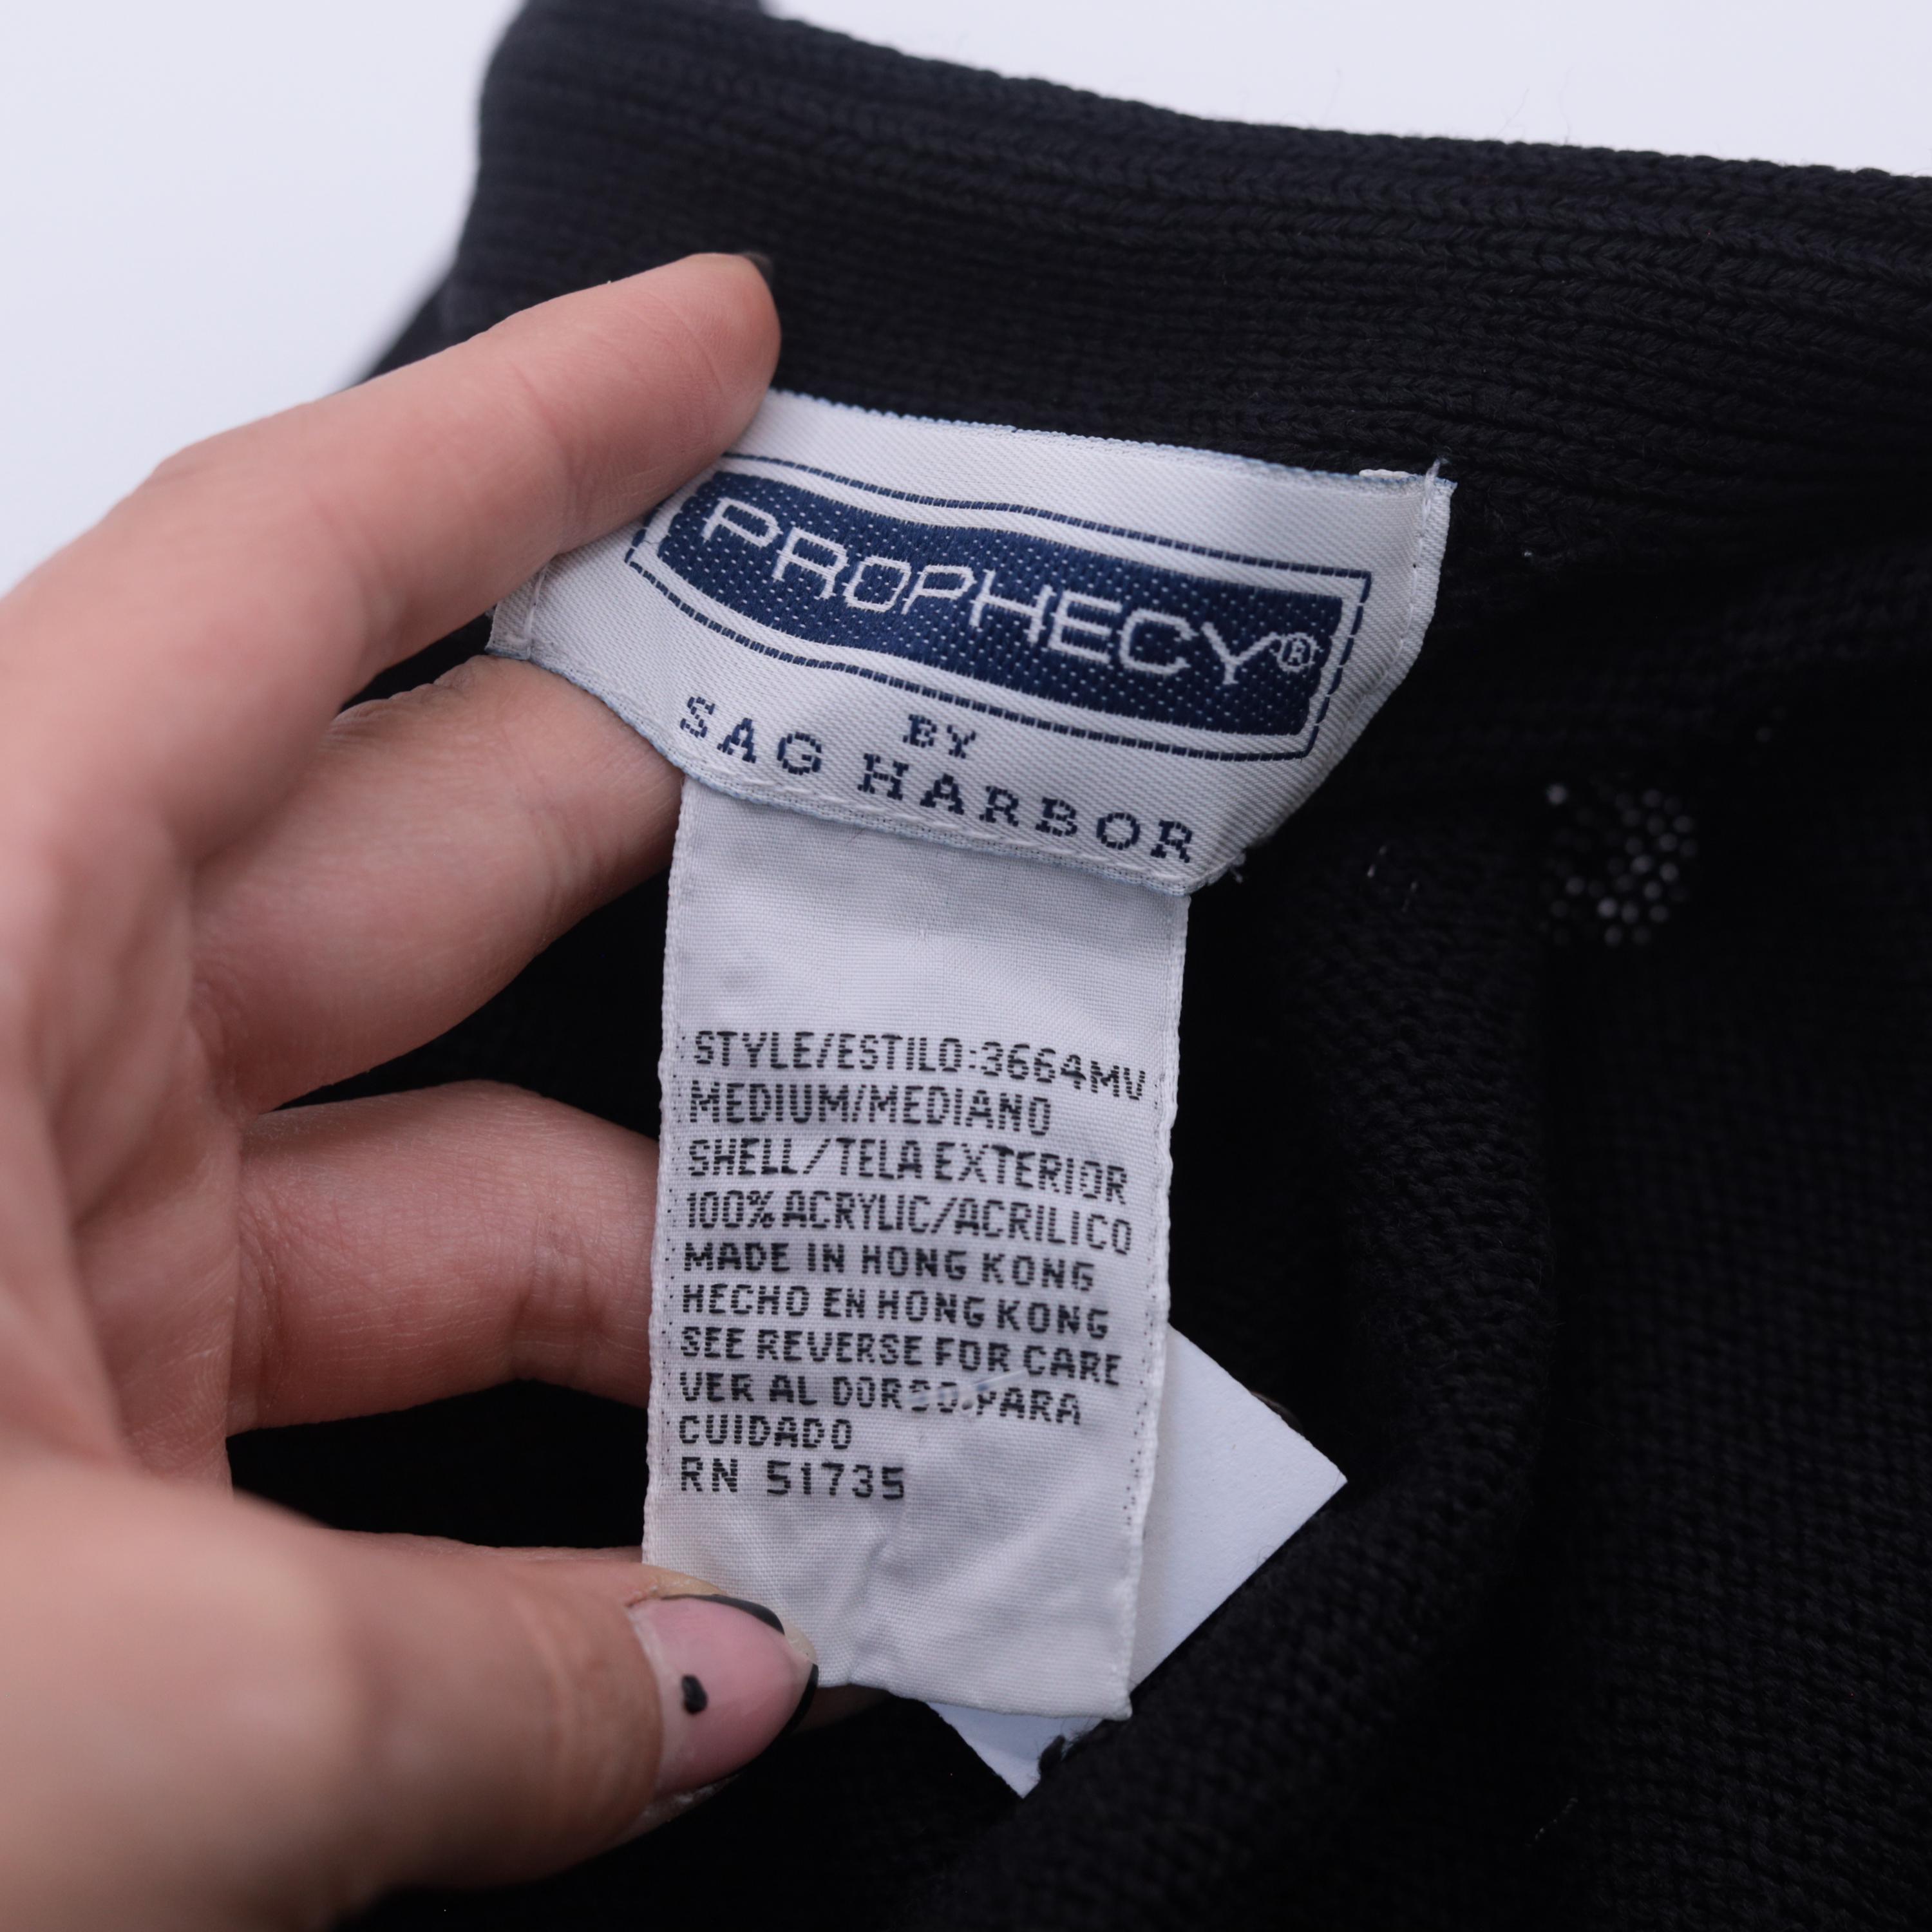 PROPHECY®
BY
SAG HARBOR
STYLE/ESTILO:3664MV
MEDIUM/MEDIANO
SHELL/TELA EXTERIOR
100% ACRYLIC/ACRILICO
MADE IN HONG KONG
HECHO EN HONG KONG
SEE REVERSE FOR CARE
VER AL DORSO PARA
CUIDADO
RN 51735